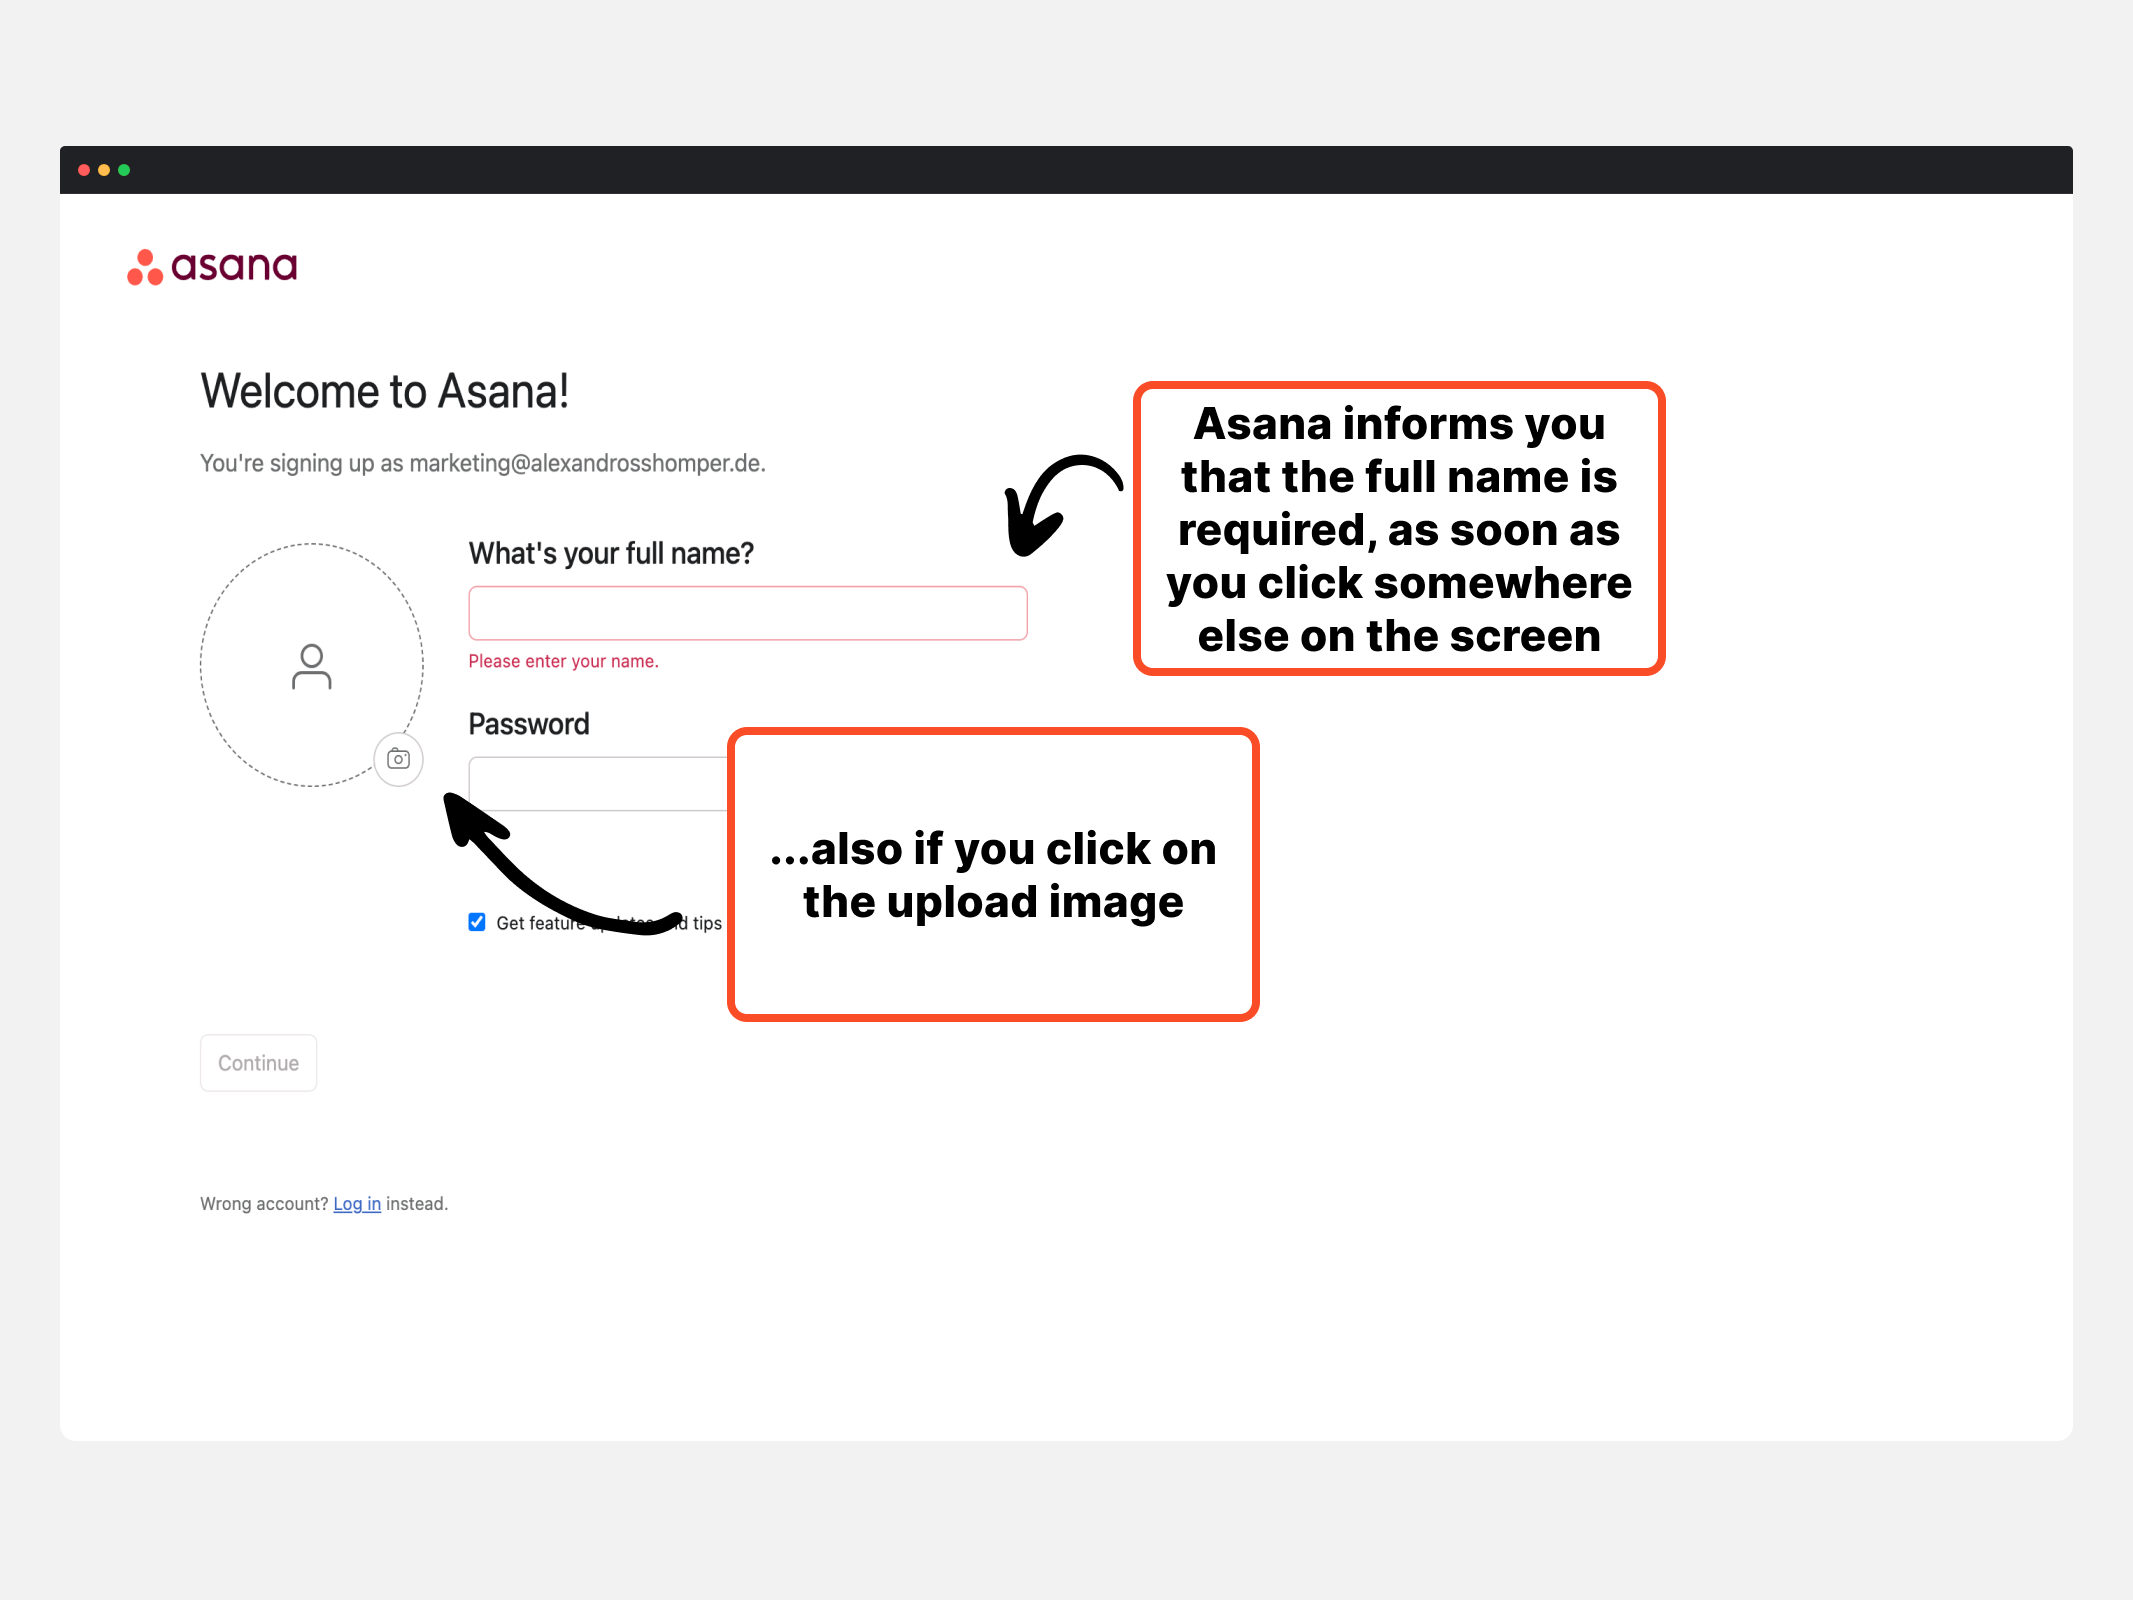 asana
Welcome to Asana!
You're signing up as marketing@alexandrosshomper.de.
What's your full name?
Please enter your name.
Password
Get feature updates and tips
Continue
Wrong account? Log in instead.
Asana informs you
that the full name is
required, as soon as
you click somewhere
else on the screen
...also if you click on
the upload image